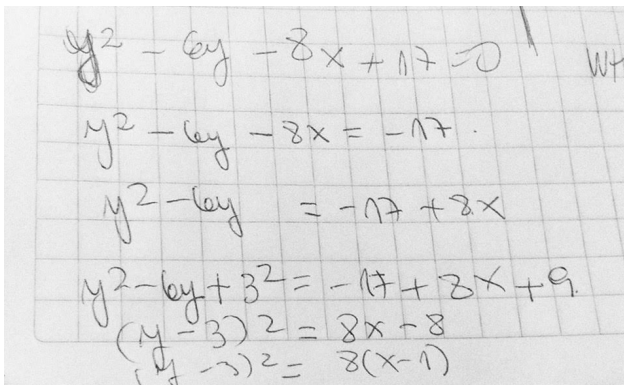 y² - 6y - 8x + 17 = 0
y² - 6y - 8x = -17.
y² - 6y = -17 + 8x
y² - 6y + 3² = -17 + 8x + 9
(y - 3)² = 8x - 8
(y - 3)² = 8(x - 1)